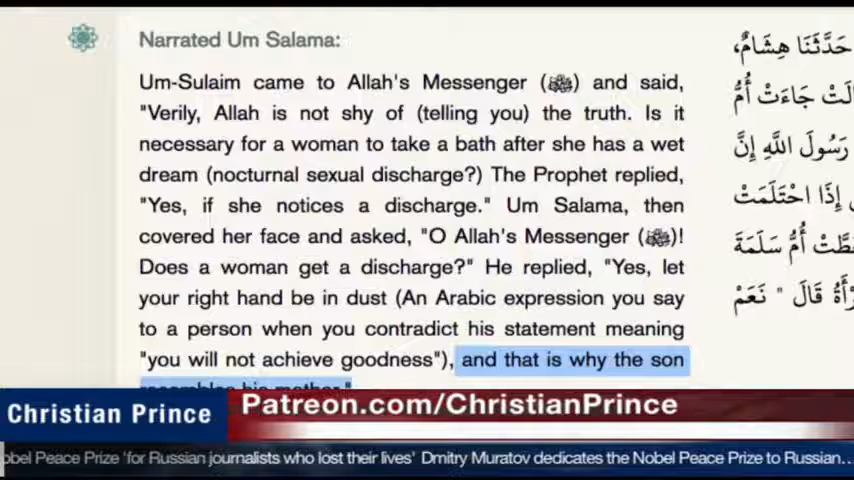 Narrated Um Salama:
Um-Sulaim came to Allah's Messenger (ﷺ) and said,
"Verily, Allah is not shy of (telling you) the truth. Is it
necessary for a woman to take a bath after she has a wet
dream (nocturnal sexual discharge?) The Prophet replied,
"Yes, if she notices a discharge." Um Salama, then
covered her face and asked, "O Allah's Messenger (ﷺ)!
Does a woman get a discharge?" He replied, "Yes, let
your right hand be in dust (An Arabic expression you say
to a person when you contradict his statement meaning
"you will not achieve goodness"), and that is why the son
resembles his mother."
حَدَّثَنَا هِشَامٌ،
جَاءَتْ أُمُّ
رَسُولَ اللَّهِ إِنَّ
إِذَا احْتَلَمَتْ
أُمُّ سَلَمَةَ
قَالَ " نَعَمْ
Christian Prince
Patreon.com/ChristianPrince
obel Peace Prize 'for Russian journalists who lost their lives' Dmitry Muratov dedicates the Nobel Peace Prize to Russian...